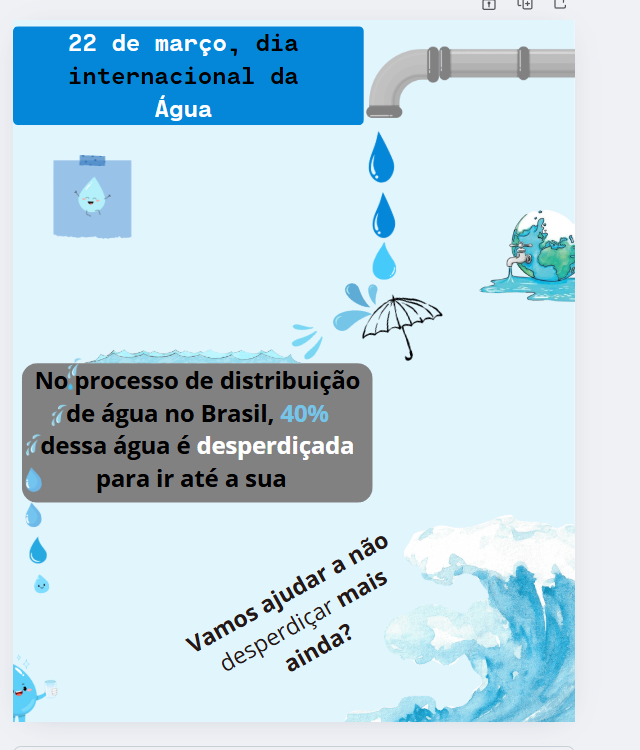 22 de março, dia
internacional da
Água
No processo de distribuição
de água no Brasil, 40%
dessa água é desperdiçada
para ir até a sua
Vamos ajudar a não
desperdiçar mais
ainda?